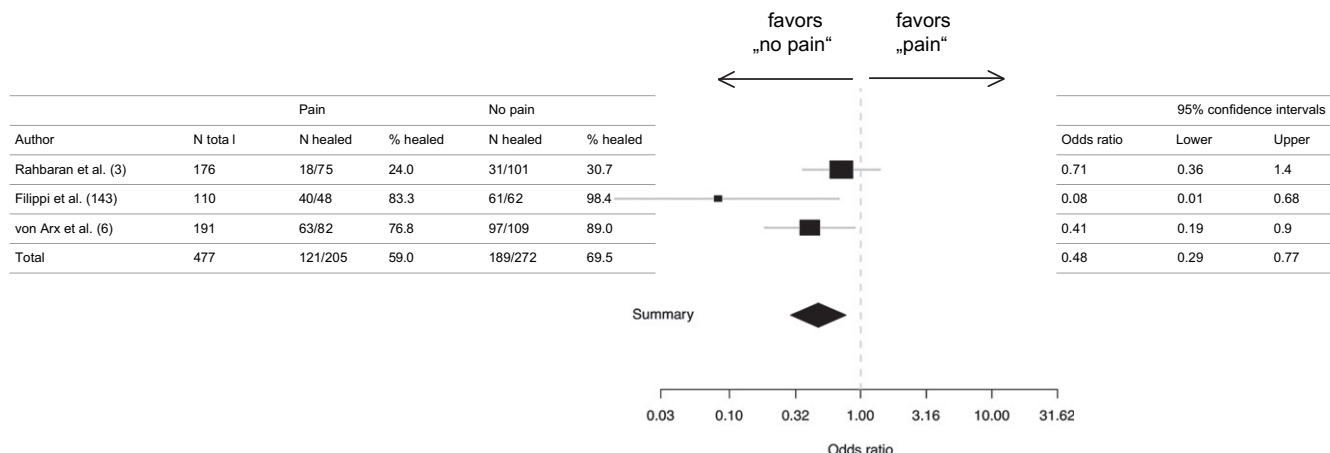 favors favors
„no pain“ „pain“
Pain No pain 95% confidence intervals
Author N tota l N healed % healed N healed % healed Odds ratio Lower Upper
Rahbaran et al. (3) 176 18/75 24.0 31/101 30.7 0.71 0.36 1.4
Filippi et al. (143) 110 40/48 83.3 61/62 98.4 0.08 0.01 0.68
von Arx et al. (6) 191 63/82 76.8 97/109 89.0 0.41 0.19 0.9
Total 477 121/205 59.0 189/272 69.5 0.48 0.29 0.77
Summary
0.03 0.10 0.32 1.00 3.16 10.00 31.62
Odds ratio